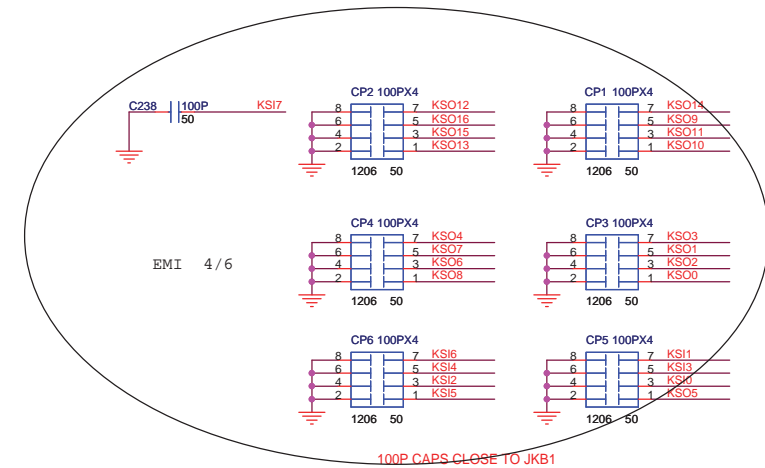 CP2 100PX4
CP1 100PX4
C238 100P KSI7
50
8 7 KSO12
6 5 KSO16
4 3 KSO15
2 1 KSO13
1206 50
8 7 KSO14
6 5 KSO9
4 3 KSO11
2 1 KSO10
1206 50
CP4 100PX4
8 7 KSO4
6 5 KSO7
4 3 KSO6
2 1 KSO8
1206 50
CP3 100PX4
8 7 KSO3
6 5 KSO1
4 3 KSO2
2 1 KSO0
1206 50
EMI 4/6
CP6 100PX4
8 7 KSI6
6 5 KSI4
4 3 KSI2
2 1 KSI5
1206 50
CP5 100PX4
8 7 KSI1
6 5 KSI3
4 3 KSI0
2 1 KSO5
1206 50
100P CAPS CLOSE TO JKB1